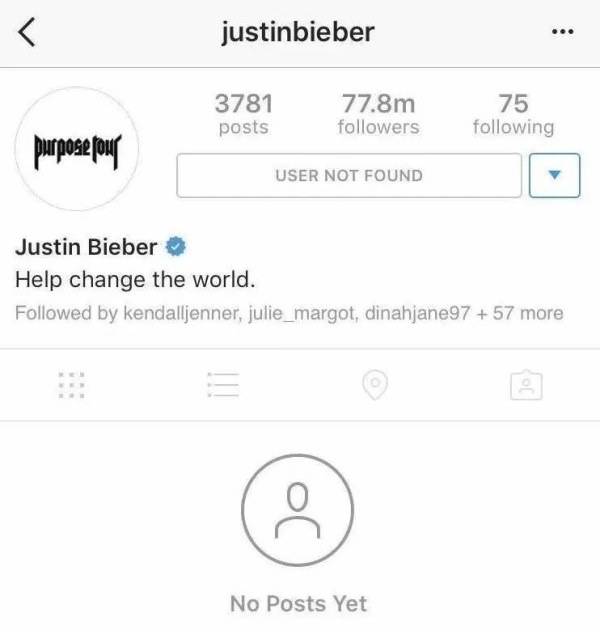 justinbieber
3781 77.8m 75
posts followers following
purpose tour
USER NOT FOUND
Justin Bieber
Help change the world.
Followed by kendalljenner, julie_margot, dinahjane97 + 57 more
No Posts Yet